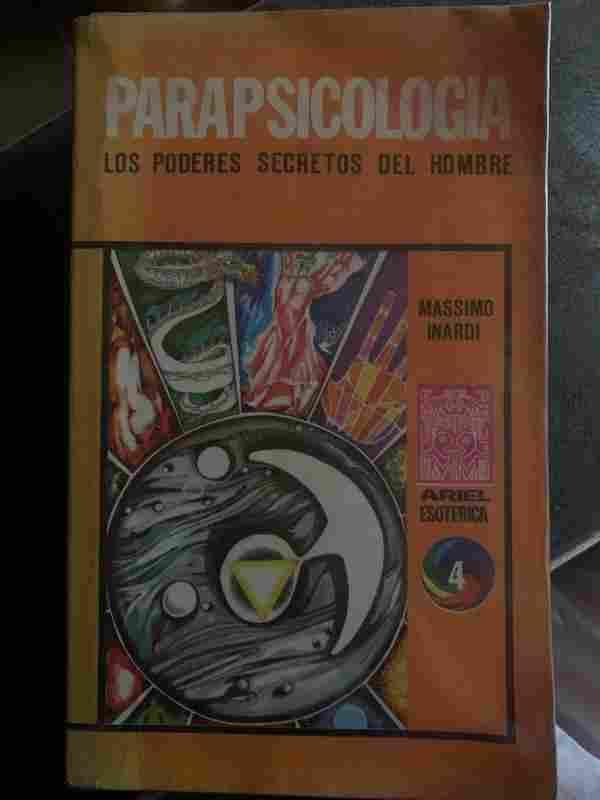 PARAPSICOLOGIA
LOS PODERES SECRETOS DEL HOMBRE
MASSIMO
INARDI
ARIEL
ESOTERICA
4